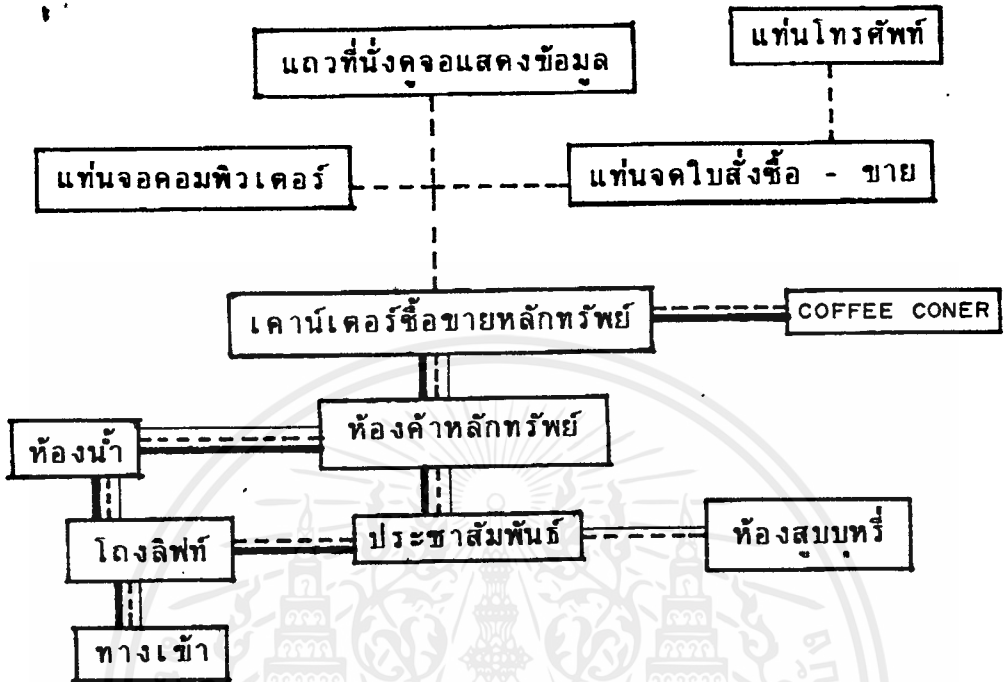 แท่นโทรศัพท์
แถวที่นั่งดูจอแสดงข้อมูล
แท่นจอคอมพิวเตอร์
แท่นจดใบสั่งซื้อ - ขาย
เคาน์เตอร์ซื้อขายหลักทรัพย์
COFFEE CONER
ห้องค้าหลักทรัพย์
ห้องน้ำ
โถงลิฟท์
ประชาสัมพันธ์
ห้องสูบบุหรี่
ทางเข้า